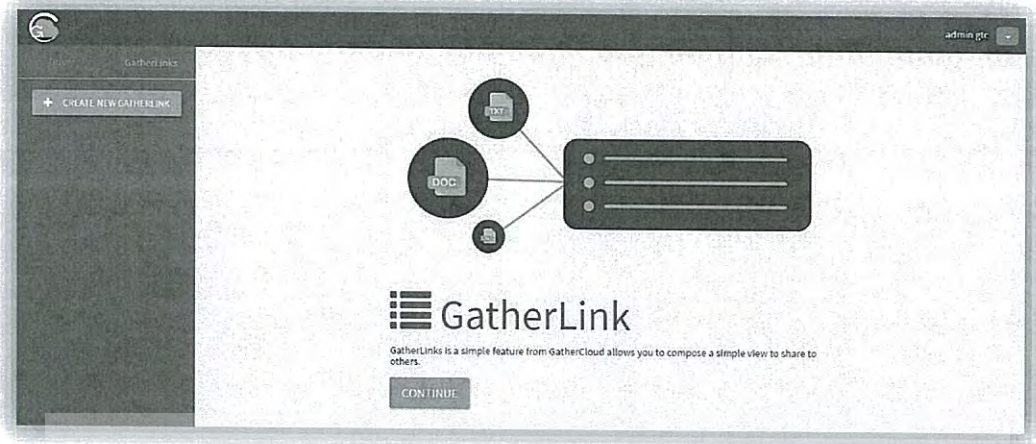 G
admin gtc
GatherLinks
+ CREATE NEW GATHERLINK
TXT
DOC
GatherLink
GatherLinks is a simple feature from GatherCloud allows you to compose a simple view to share to
others.
CONTINUE